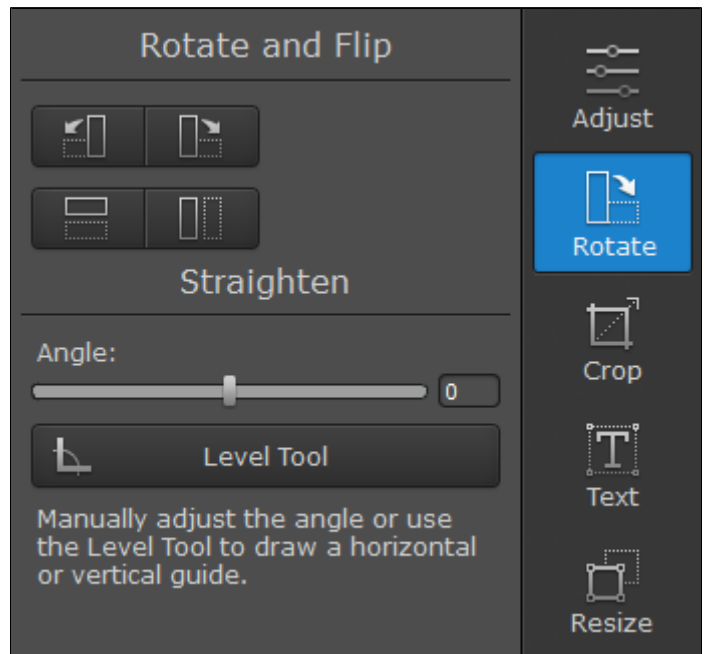 Rotate and Flip
Straighten
Angle:
0
Level Tool
Manually adjust the angle or use
the Level Tool to draw a horizontal
or vertical guide.
Adjust
Rotate
Crop
T
Text
Resize